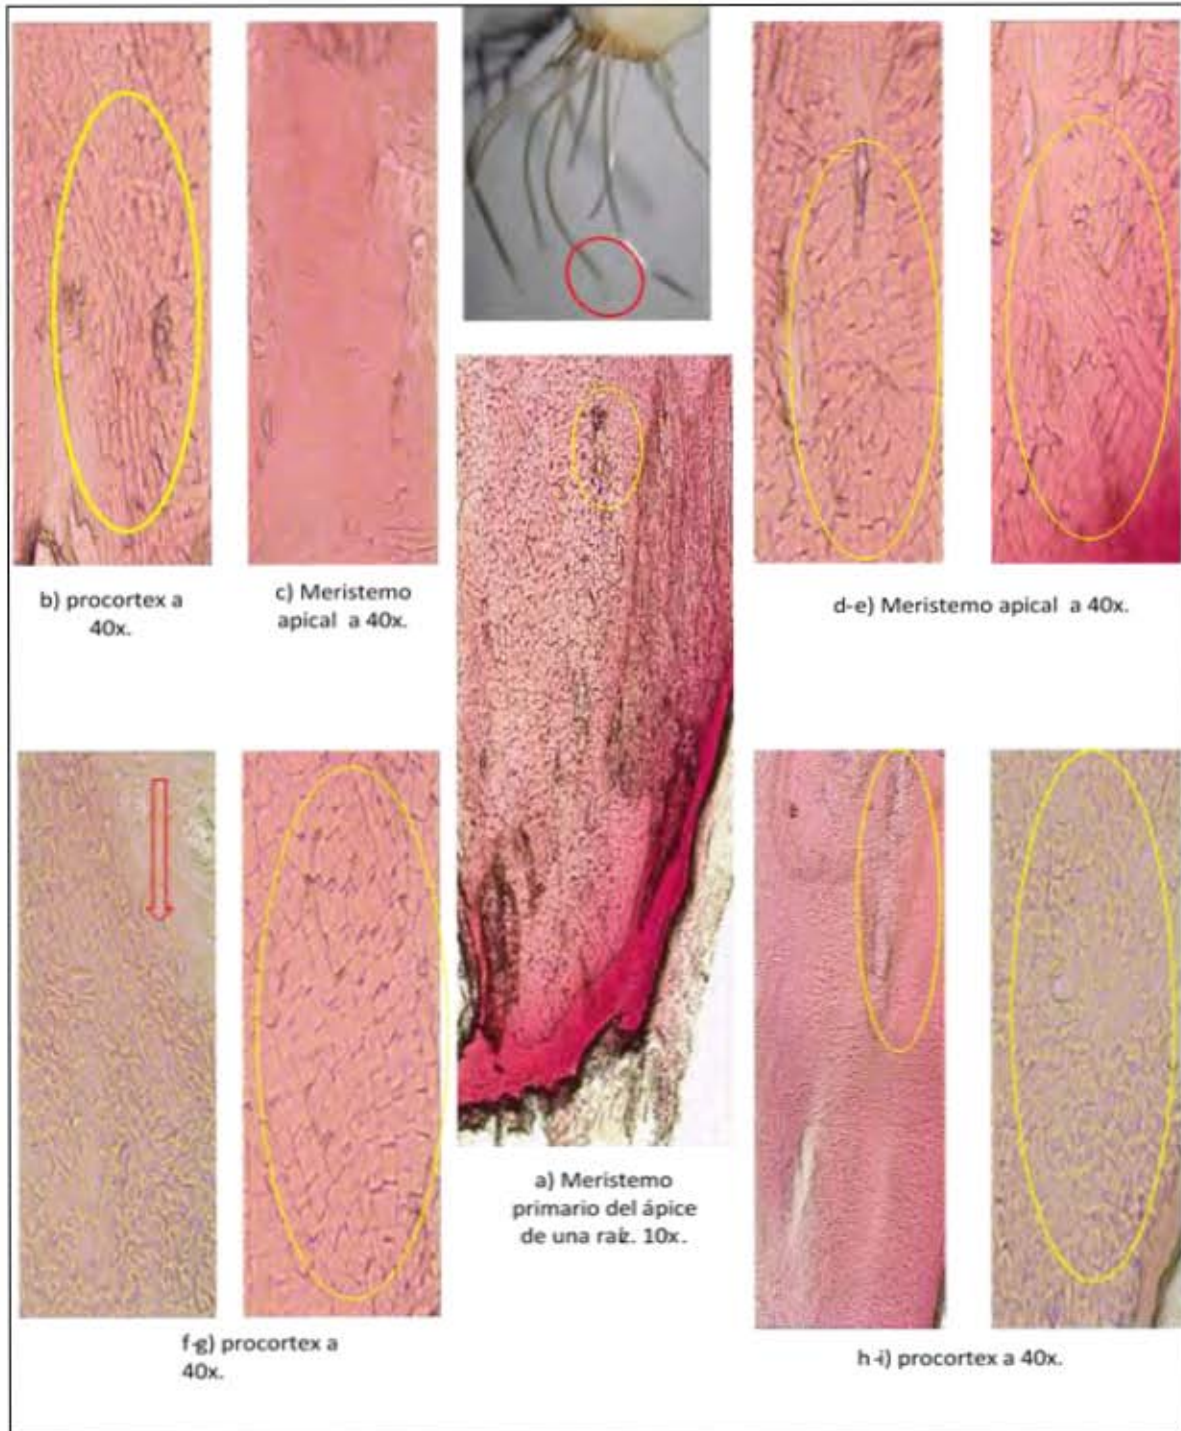 b) procortex a
40x.
c) Meristemo
apical a 40x.
d-e) Meristemo apical a 40x.
a) Meristemo
primario del ápice
de una raíz. 10x.
f-g) procortex a
40x.
h-i) procortex a 40x.